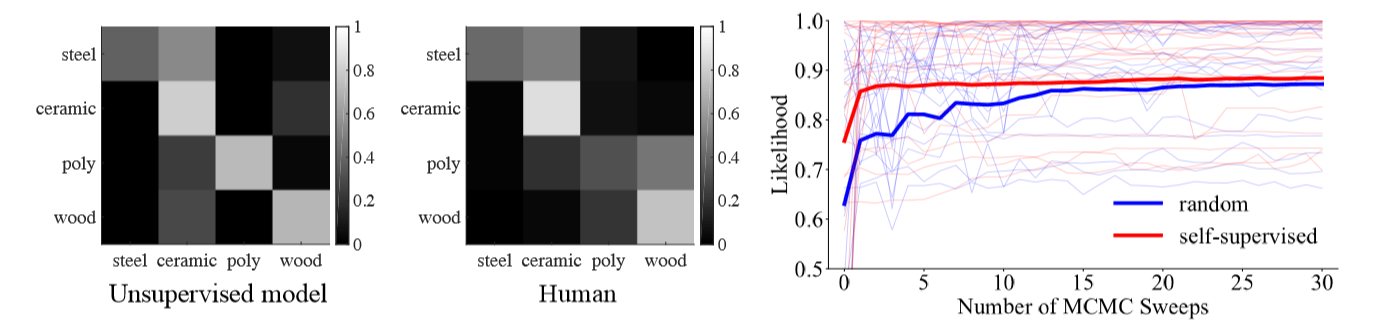 steel
ceramic
poly
wood
steel ceramic poly wood
Unsupervised model
1
0.8
0.6
0.4
0.2
0
steel
ceramic
poly
wood
steel ceramic poly wood
Human
1
0.8
0.6
0.4
0.2
0
Likelihood
1.0
0.9
0.8
0.7
0.6
0.5
random
self-supervised
0 5 10 15 20 25 30
Number of MCMC Sweeps